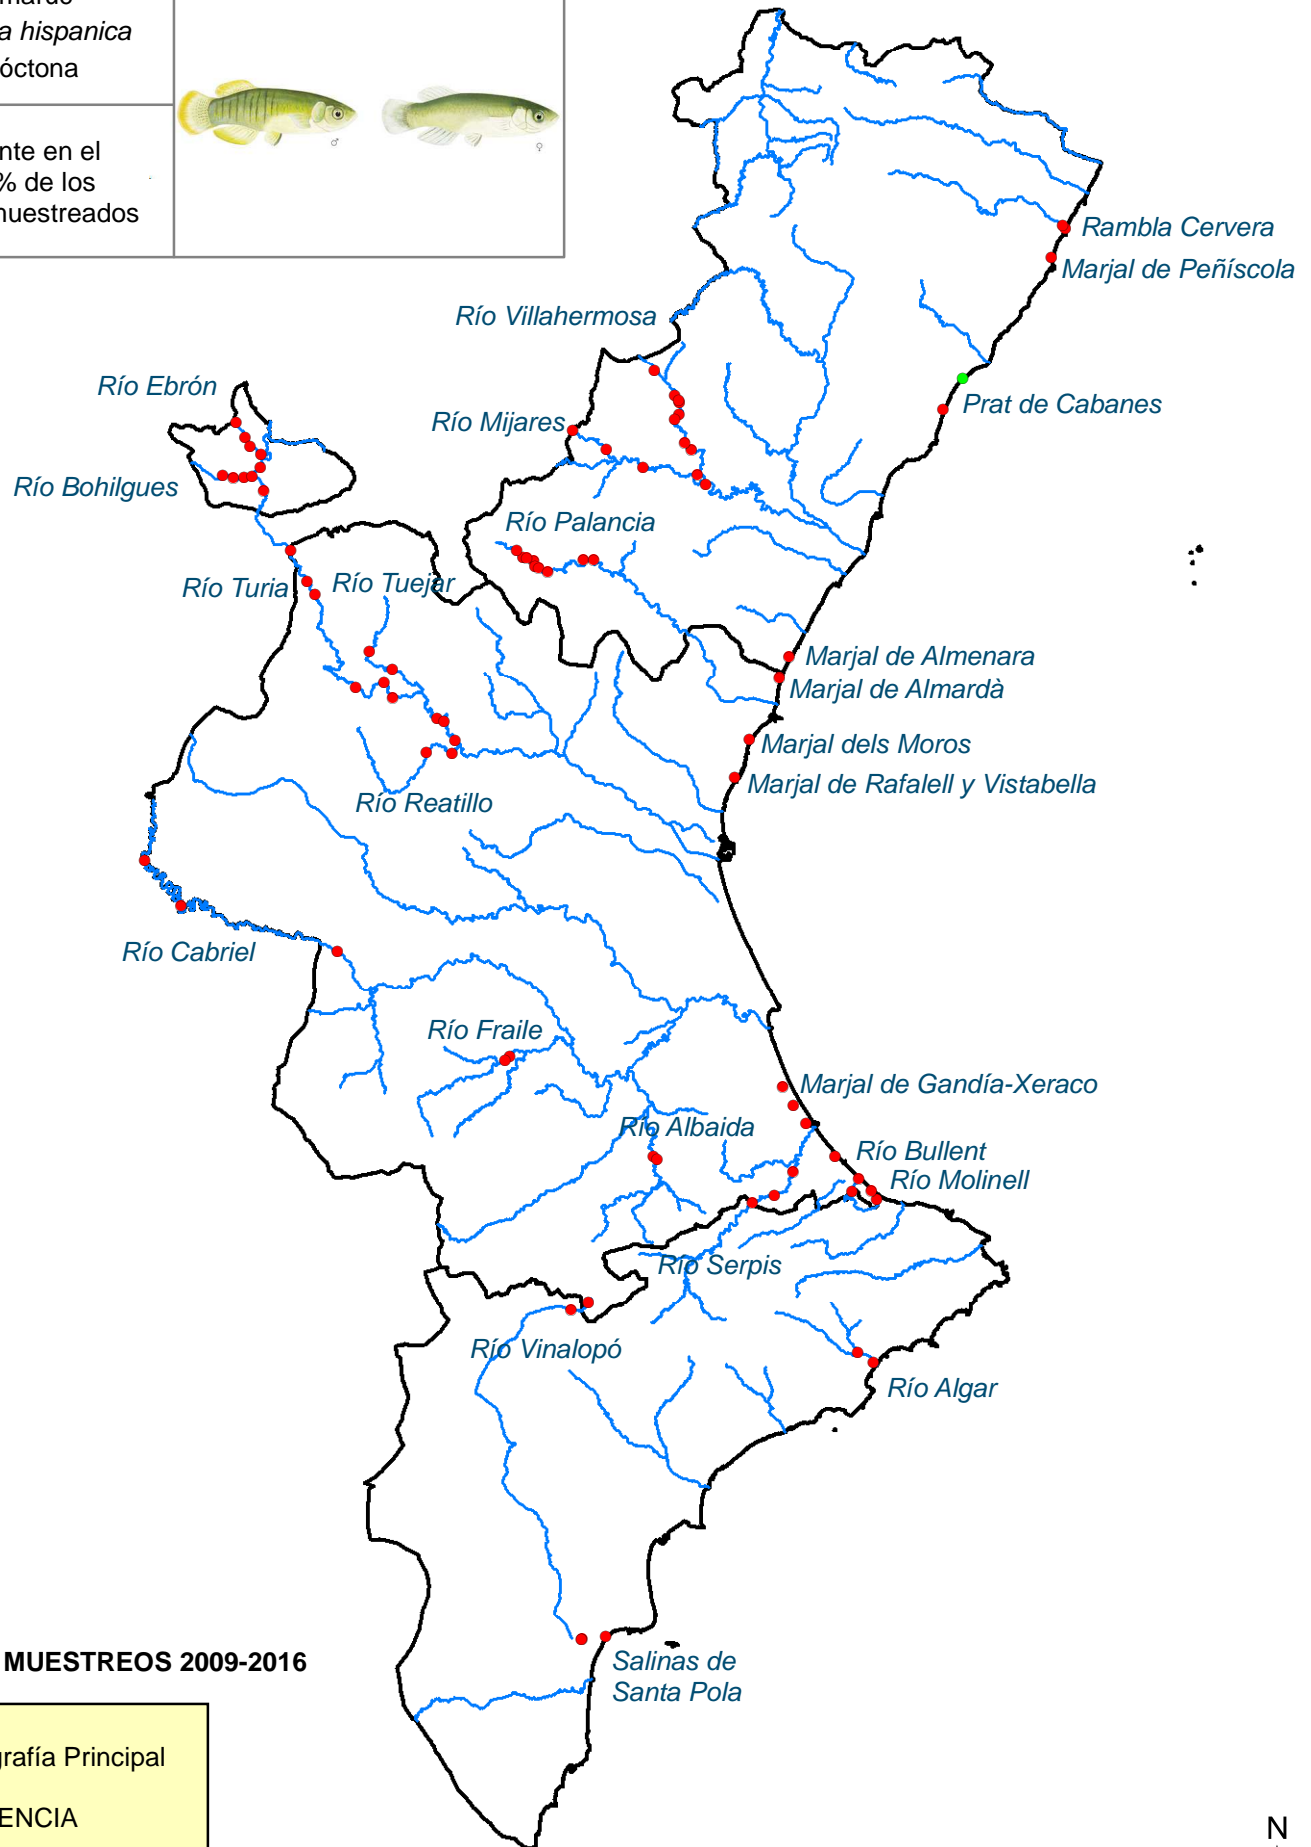 a hispanica
óctona
nte en el
% de los
nuestreados
♂
♀
Rambla Cervera
Marjal de Peñíscola
Río Villahermosa
Río Ebrón
Prat de Cabanes
Río Mijares
Río Bohilgues
Río Palancia
Río Turia
Río Tuejar
Marjal de Almenara
Marjal de Almardà
Marjal dels Moros
Marjal de Rafalell y Vistabella
Río Reatillo
Río Cabriel
Río Fraile
Marjal de Gandía-Xeraco
Río Albaida
Río Bullent
Río Molinell
Río Serpis
Río Vinalopó
Río Algar
Salinas de
Santa Pola
MUESTREOS 2009-2016
grafía Principal
ENCIA
N